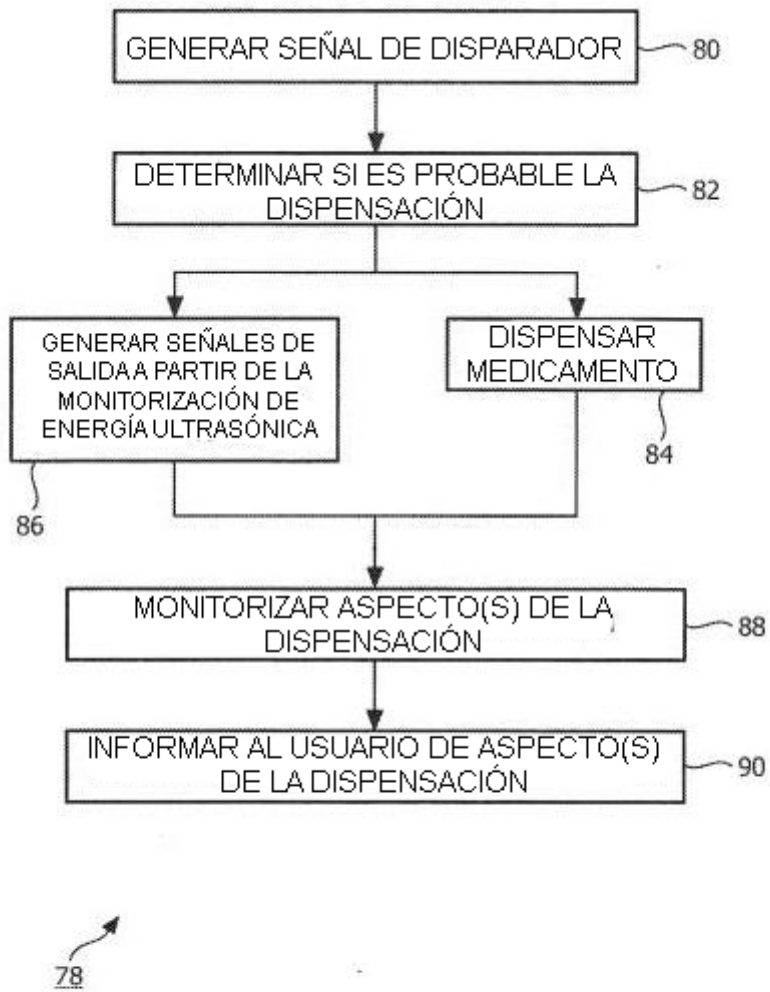 GENERAR SEÑAL DE DISPARADOR
80
DETERMINAR SI ES PROBABLE LA
DISPENSACIÓN
82
GENERAR SEÑALES DE
SALIDA A PARTIR DE LA
MONITORIZACIÓN DE
ENERGÍA ULTRASÓNICA
86
DISPENSAR
MEDICAMENTO
84
MONITORIZAR ASPECTO(S) DE LA
DISPENSACIÓN
88
INFORMAR AL USUARIO DE ASPECTO(S)
DE LA DISPENSACIÓN
90
78